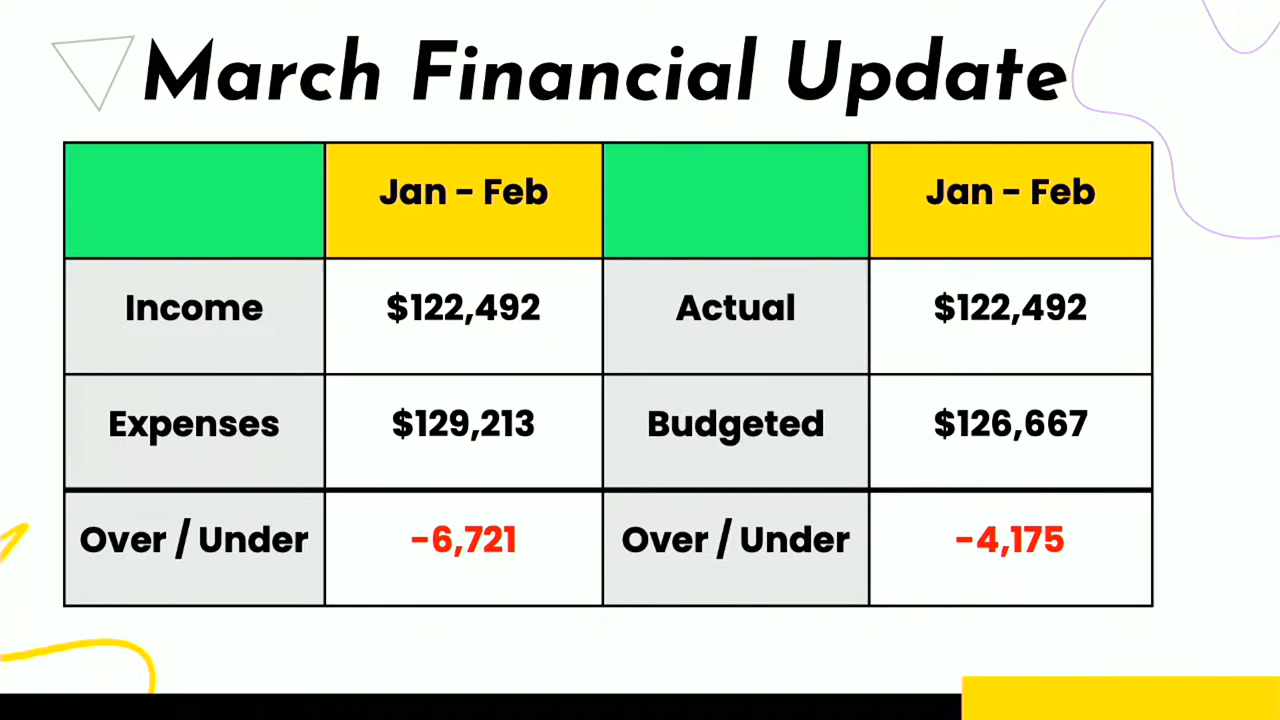 March Financial Update
Jan - Feb Jan - Feb
Income $122,492 Actual $122,492
Expenses $129,213 Budgeted $126,667
Over / Under -6,721 Over / Under -4,175